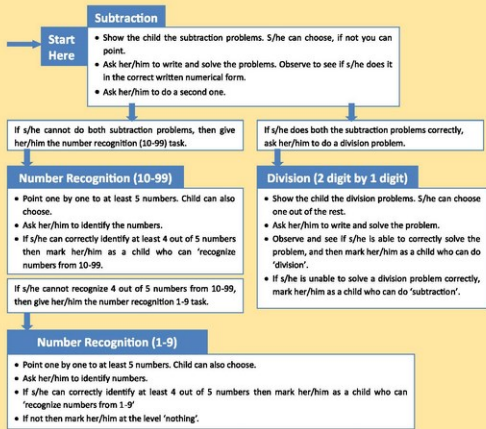 Subtraction
Start
Here
• Show the child the subtraction problems. S/he can choose, if not you can
point.
• Ask her/him to write and solve the problems. Observe to see if s/he does
it in the correct written numerical form.
• Ask her/him to do a second one.
If s/he cannot do both subtraction problems, then give
her/him the number recognition (10-99) task.
If s/he does both the subtraction problems correctly,
ask her/him to do a division problem.
Number Recognition (10-99)
• Point one by one to at least 5 numbers. Child can also
choose.
• Ask her/him to identify the numbers.
• If s/he can correctly identify at least 4 out of 5 numbers
then mark her/him as a child who can 'recognize
numbers from 10-99.
Division (2 digit by 1 digit)
• Show the child the division problems. S/he can choose
one out of the rest.
• Ask her/him to write and solve the problem.
• Observe and see if s/he is able to correctly solve the
problem, and then mark her/him as a child who can do
'division'.
• If s/he is unable to solve a division problem correctly,
mark her/him as a child who can do 'subtraction'.
If s/he cannot recognize 4 out of 5 numbers from 10-99,
then give her/him the number recognition 1-9 task.
Number Recognition (1-9)
• Point one by one to at least 5 numbers. Child can also choose.
• Ask her/him to identify numbers.
• If s/he can correctly identify at least 4 out of 5 numbers then mark her/him as a child who can
'recognize numbers from 1-9'
• If not then mark her/him at the level 'nothing'.